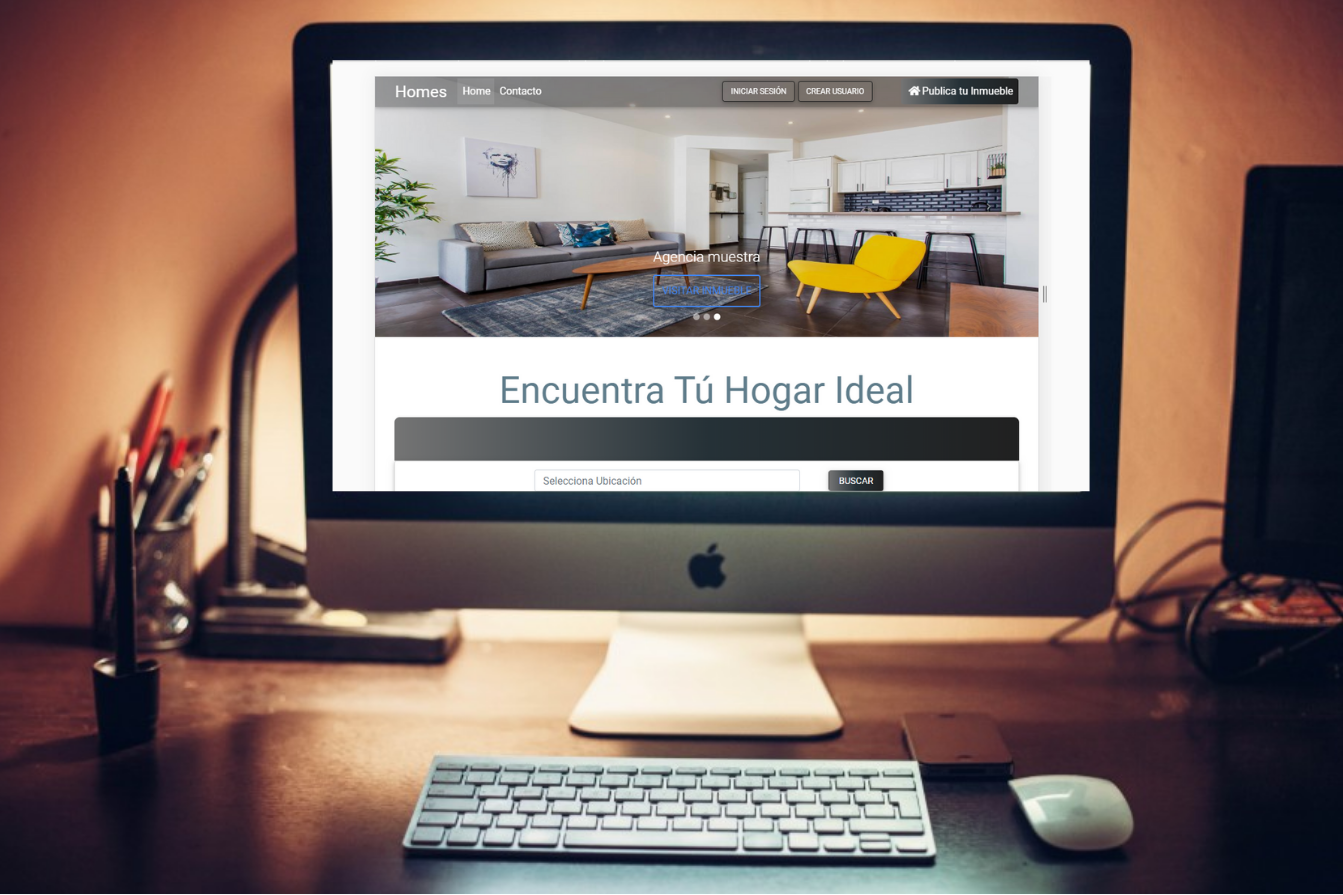 Homes Home Contacto INICIAR SESIÓN CREAR USUARIO Publica tu Inmueble
Agencia muestra
VISITAR INMUEBLE
Encuentra Tú Hogar Ideal
Selecciona Ubicación BUSCAR